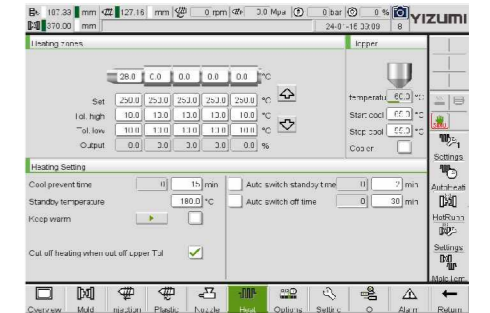 107.33 mm 127.16 mm 0 rpm 0.0 Mpa 0 bar 0 %
370.00 mm 24-01-15 09:09 8
YIZUMI
Heating zones
Hopper
28.0 0.0 0.0 0.0 0.0 °C
Set 250.0 250.0 250.0 250.0 250.0 °C
Tol. high 10.0 10.0 10.0 10.0 10.0 °C
Tol. low 10.0 10.0 10.0 10.0 10.0 °C
Output 0.0 0.0 0.0 0.0 0.0 %
temperatu 60.0 °C
Start cool °C
Stop cool °C
Cooler
Heating Setting
Cool prevent time 0 15 min
Auto switch standby time 0 2 min
Standby temperature 180.0 °C
Auto switch off time 0 30 min
Keep warm
Cut off heating when out off upper Tol
Settings
Autoheati
HotRunn
Settings
Mold Tem
Overview Mold njection Plastic Nozzle Heat Options Setting Alarm Return